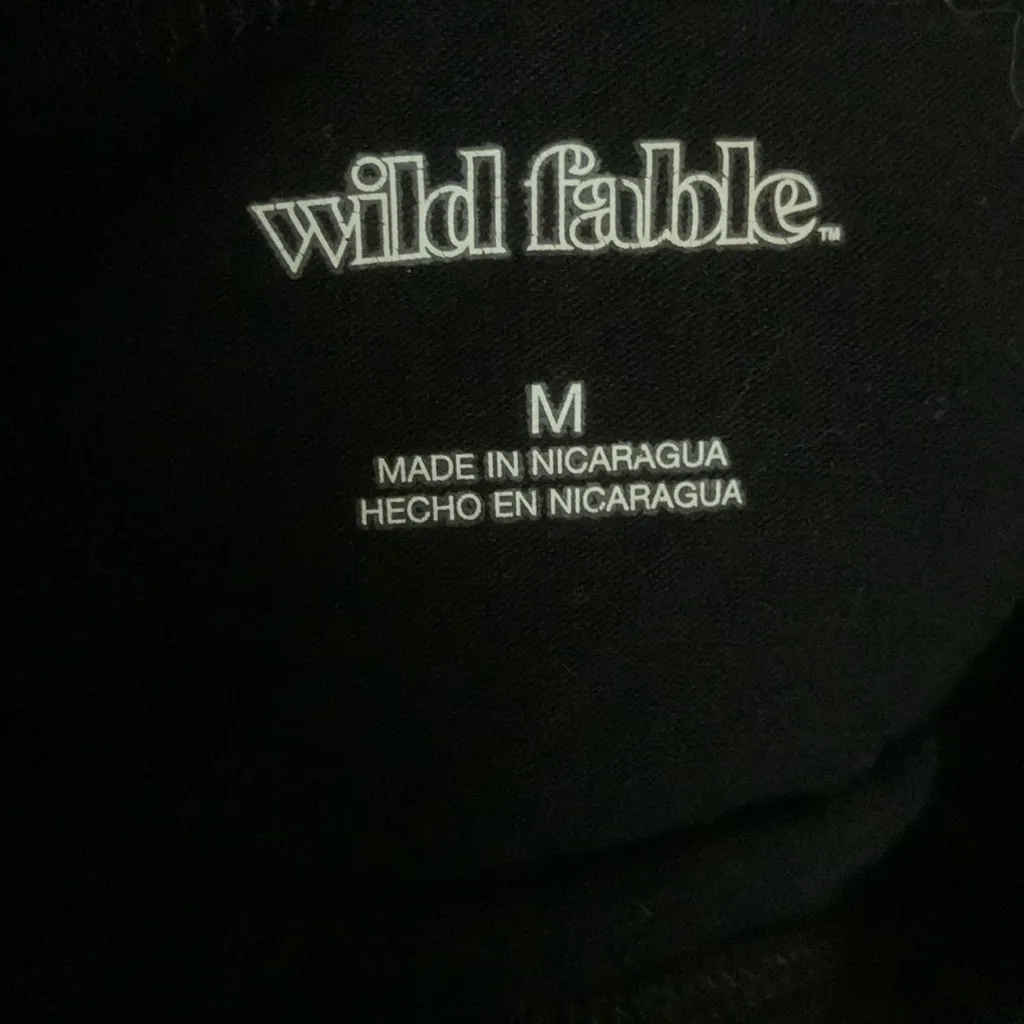 wild fable™
M
MADE IN NICARAGUA
HECHO EN NICARAGUA